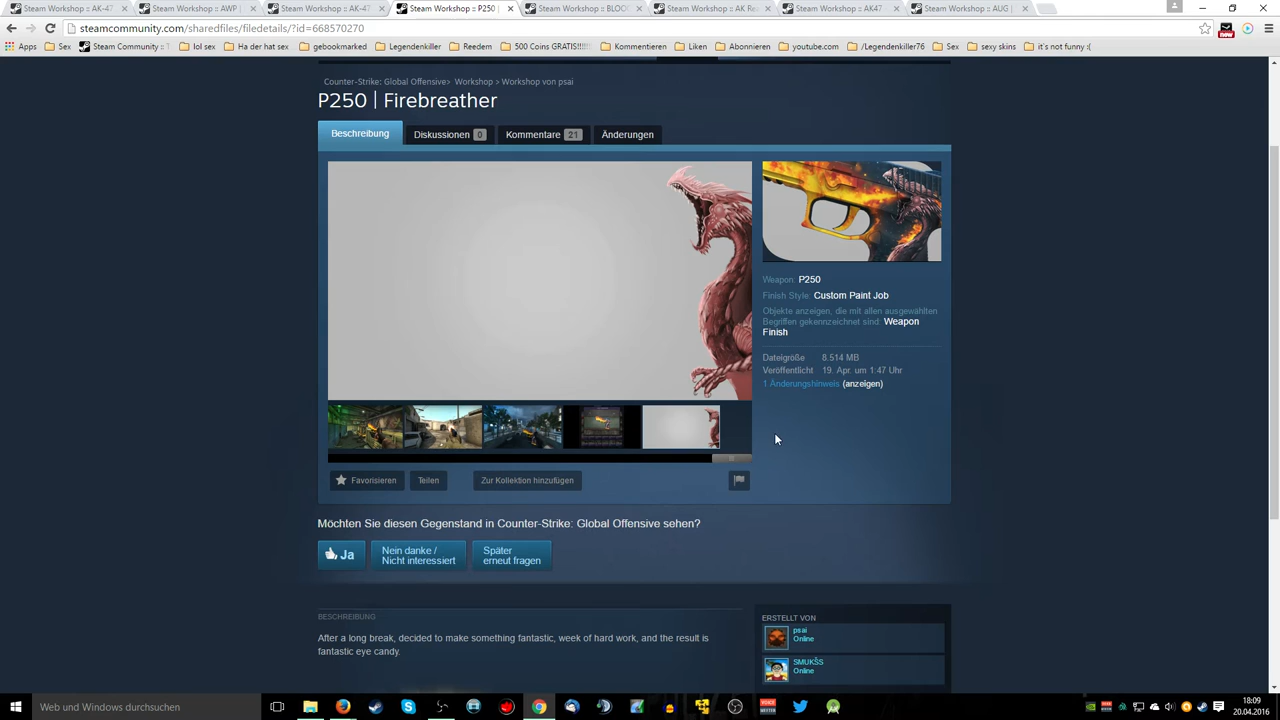 Steam Workshop :: AK-47
Steam Workshop :: AWP |
Steam Workshop :: AK-47
Steam Workshop :: P250 |
Steam Workshop :: BLOO
Steam Workshop :: AK Re
Steam Workshop :: AK47
Steam Workshop :: AUG |
steamcommunity.com/sharedfiles/filedetails/?id=668570270
Apps Sex Steam Community :: T lol sex Ha der hat sex gebookmarked Legendenkiller Reedem 500 Coins GRATIS!!!! Kommentieren Liken Abonnieren youtube.com /Legendenkiller76 Sex sexy skins it's not funny :(
Counter-Strike: Global Offensive> Workshop > Workshop von psai
P250 | Firebreather
Beschreibung Diskussionen 0 Kommentare 21 Änderungen
Weapon: P250
Finish Style: Custom Paint Job
Objekte anzeigen, die mit allen ausgewählten
Begriffen gekennzeichnet sind: Weapon
Finish
Dateigröße 8.514 MB
Veröffentlicht 19. Apr. um 1:47 Uhr
1 Änderungshinweis (anzeigen)
Favorisieren Teilen Zur Kollektion hinzufügen
Möchten Sie diesen Gegenstand in Counter-Strike: Global Offensive sehen?
Ja
Nein danke /
Nicht interessiert
Später
erneut fragen
BESCHREIBUNG
After a long break, decided to make something fantastic, week of hard work, and the result is
fantastic eye candy.
ERSTELLT VON
psai
Online
SMUKŠS
Online
Web und Windows durchsuchen
18:09
20.04.2016